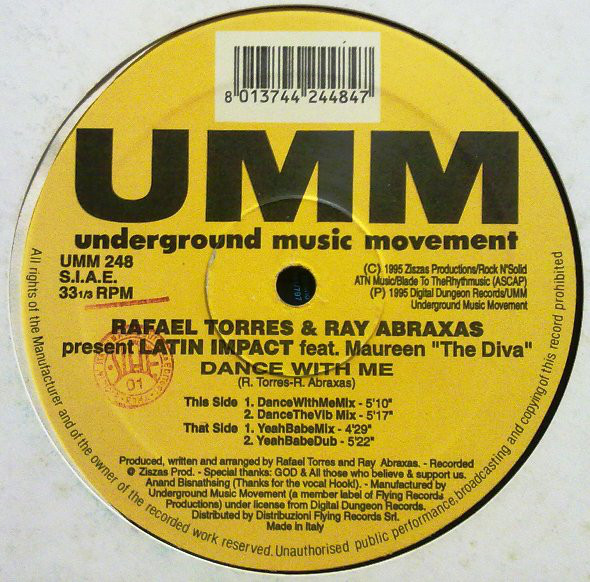 8 013744 244847
UMM
underground music movement
UMM 248
S.I.A.E.
33 1/3 RPM
(C) 1995 Ziszas Productions/Rock N'Solid
ATN Music/Blade To TheRhythmusic (ASCAP)
(P) 1995 Digital Dungeon Records/UMM
Underground Music Movement
RAFAEL TORRES & RAY ABRAXAS
present LATIN IMPACT feat. Maureen "The Diva"
DANCE WITH ME
(R. Torres-R. Abraxas)
This Side 1. DanceWithMeMix - 5'10"
2. DanceTheVib Mix - 5'17"
That Side 1. YeahBabeMix - 4'29"
2. YeahBabeDub - 5'22"
Produced, written and arranged by Rafael Torres and Ray Abraxas. - Recorded
@ Ziszas Prod. - Special thanks: GOD & All those who believe & support us.
Anand Bisnathsing (Thanks for the vocal Hook!). - Manufactured by
Underground Music Movement (a member label of Flying Records
Productions) under license from Digital Dungeon Records.
Distributed by Distribuzioni Flying Records Srl.
Made in Italy
All rights of the Manufacturer and of the owner of the recorded work reserved. Unauthorised public performance, broadcasting and copying of this record prohibited
01